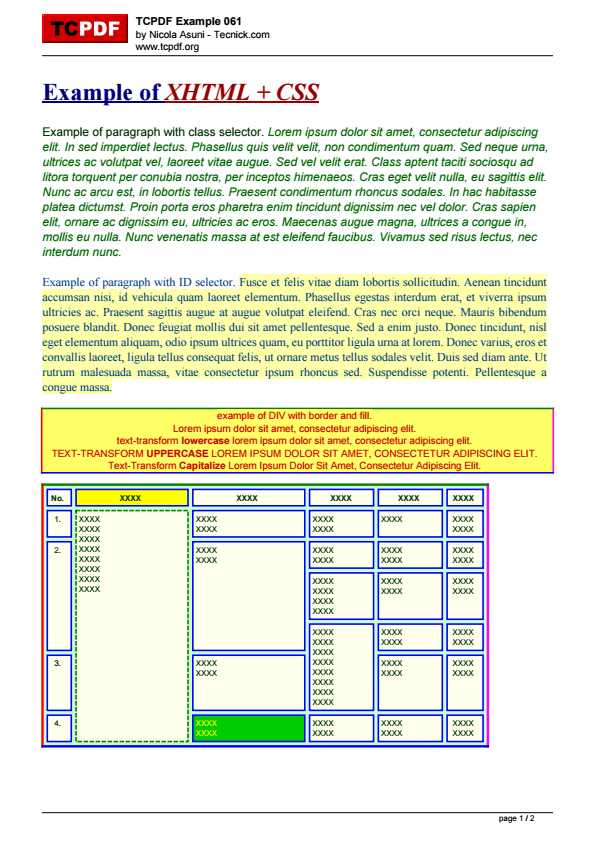 TCPDF
TCPDF Example 061
by Nicola Asuni - Tecnick.com
www.tcpdf.org
Example of XHTML + CSS
Example of paragraph with class selector. Lorem ipsum dolor sit amet, consectetur adipiscing
elit. In sed imperdiet lectus. Phasellus quis velit velit, non condimentum quam. Sed neque urna,
ultrices ac volutpat vel, laoreet vitae augue. Sed vel velit erat. Class aptent taciti sociosqu ad
litora torquent per conubia nostra, per inceptos himenaeos. Cras eget velit nulla, eu sagittis elit.
Nunc ac arcu est, in lobortis tellus. Praesent condimentum rhoncus sodales. In hac habitasse
platea dictumst. Proin porta eros pharetra enim tincidunt dignissim nec vel dolor. Cras sapien
elit, ornare ac dignissim eu, ultricies ac eros. Maecenas augue magna, ultrices a congue in,
mollis eu nulla. Nunc venenatis massa at est eleifend faucibus. Vivamus sed risus lectus, nec
interdum nunc.
Example of paragraph with ID selector. Fusce et felis vitae diam lobortis sollicitudin. Aenean tincidunt
accumsan nisi, id vehicula quam laoreet elementum. Phasellus egestas interdum erat, et viverra ipsum
ultricies ac. Praesent sagittis augue at augue volutpat eleifend. Cras nec orci neque. Mauris bibendum
posuere blandit. Donec feugiat mollis dui sit amet pellentesque. Sed a enim justo. Donec tincidunt, nisl
eget elementum aliquam, odio ipsum ultrices quam, eu porttitor ligula urna at lorem. Donec varius, eros et
convallis laoreet, ligula tellus consequat felis, ut ornare metus tellus sodales velit. Duis sed diam ante. Ut
rutrum malesuada massa, vitae consectetur ipsum rhoncus sed. Suspendisse potenti. Pellentesque a
congue massa.
example of DIV with border and fill.
Lorem ipsum dolor sit amet, consectetur adipiscing elit.
text-transform lowercase lorem ipsum dolor sit amet, consectetur adipiscing elit.
TEXT-TRANSFORM UPPERCASE LOREM IPSUM DOLOR SIT AMET, CONSECTETUR ADIPISCING ELIT.
Text-Transform Capitalize Lorem Ipsum Dolor Sit Amet, Consectetur Adipiscing Elit.
No. XXXX XXXX XXXX XXXX XXXX
1. XXXX XXXX XXXX XXXX XXXX
XXXX XXXX XXXX XXXX
XXXX
2. XXXX XXXX XXXX XXXX XXXX
XXXX XXXX XXXX XXXX XXXX
XXXX
XXXX
XXXX
XXXX XXXX XXXX
XXXX XXXX XXXX
XXXX
XXXX
XXXX XXXX XXXX
XXXX XXXX XXXX
XXXX
3. XXXX XXXX XXXX XXXX
XXXX XXXX XXXX XXXX
XXXX
XXXX
XXXX
4. XXXX XXXX XXXX XXXX
XXXX XXXX XXXX XXXX
page 1 / 2